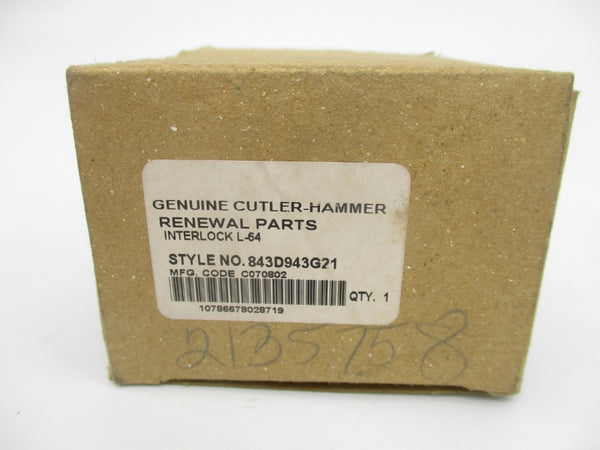 GENUINE CUTLER-HAMMER
RENEWAL PARTS
INTERLOCK L-64
STYLE NO. 843D943G21
MFG. CODE C070802
QTY. 1
10786678028719
2135758